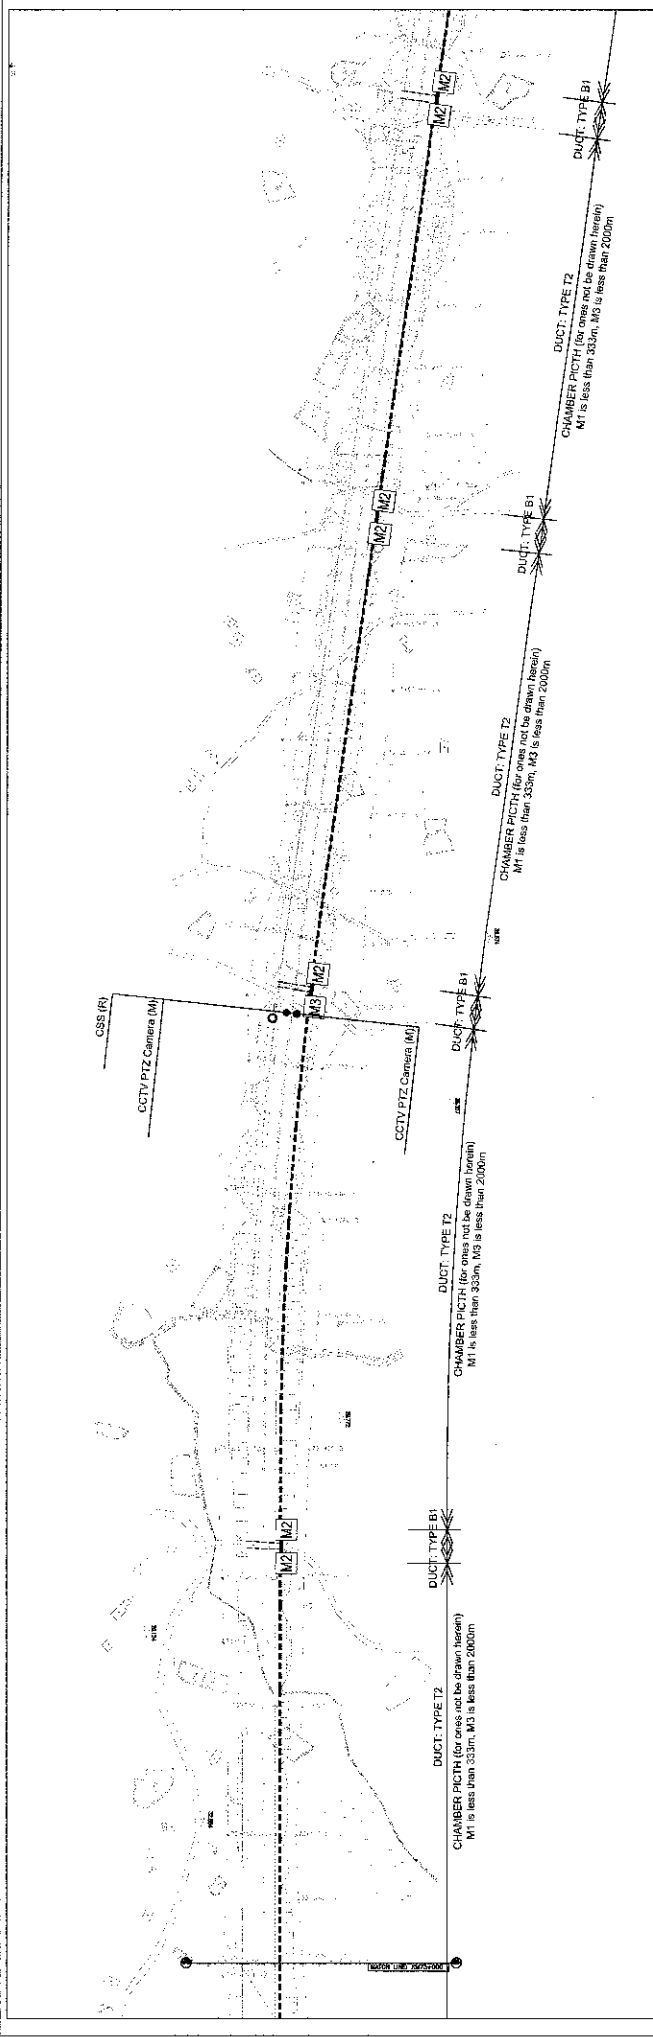 M2
M2
DUCT: TYPE B1
DUCT: TYPE T2
CHAMBER PICTH (for ones not be drawn herein)
M1 is less than 333m, M3 is less than 2000m
M2
M2
DUCT: TYPE B1
DUCT: TYPE T2
CHAMBER PICTH (for ones not be drawn herein)
M1 is less than 333m, M3 is less than 2000m
CSS (R)
CCTV PTZ Camera (M)
M2
M3
CCTV PTZ Camera (M)
DUCT: TYPE B1
DUCT: TYPE T2
CHAMBER PICTH (for ones not be drawn herein)
M1 is less than 333m, M3 is less than 2000m
M2
M2
DUCT: TYPE B1
DUCT: TYPE T2
CHAMBER PICTH (for ones not be drawn herein)
M1 is less than 333m, M3 is less than 2000m